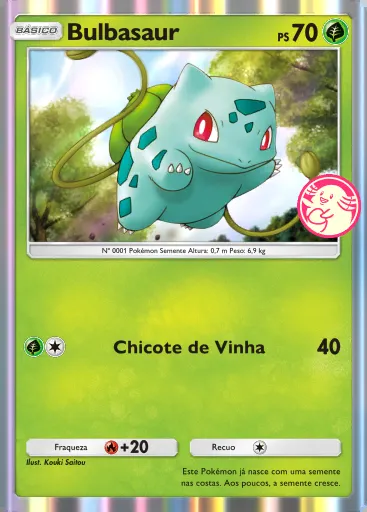 BÁSICO Bulbasaur PS 70
Nº 0001 Pokémon Semente Altura: 0,7 m Peso: 6,9 kg
Chicote de Vinha 40
Fraqueza +20 Recuo
Ilust. Kouki Saitou
Este Pokémon já nasce com uma semente
nas costas. Aos poucos, a semente cresce.